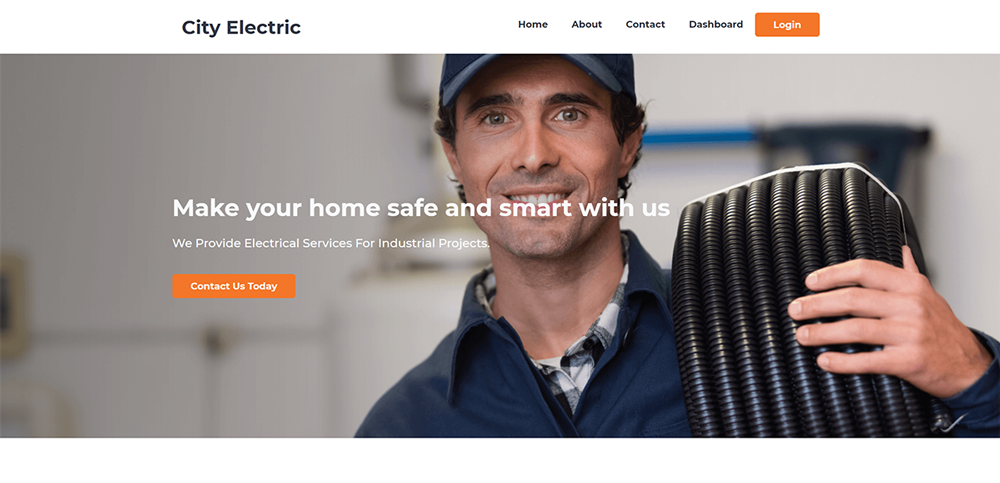 City Electric
Home About Contact Dashboard Login
Make your home safe and smart with us
We Provide Electrical Services For Industrial Projects.
Contact Us Today